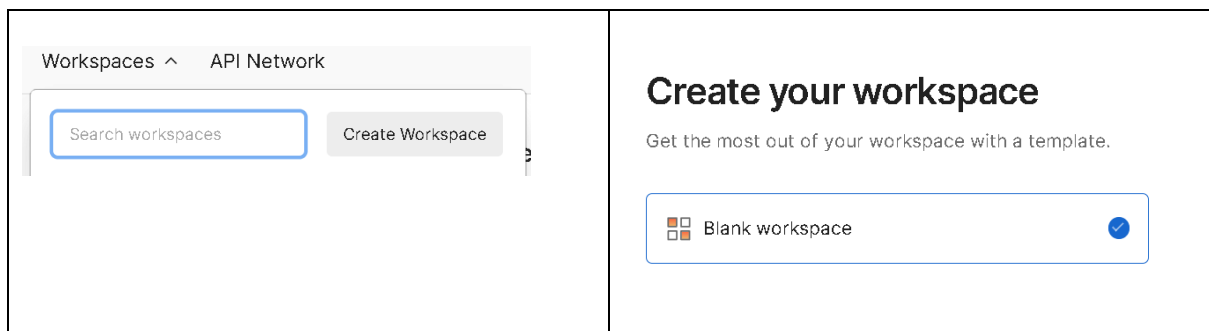 Workspaces API Network
Search workspaces Create Workspace
Create your workspace
Get the most out of your workspace with a template.
Blank workspace